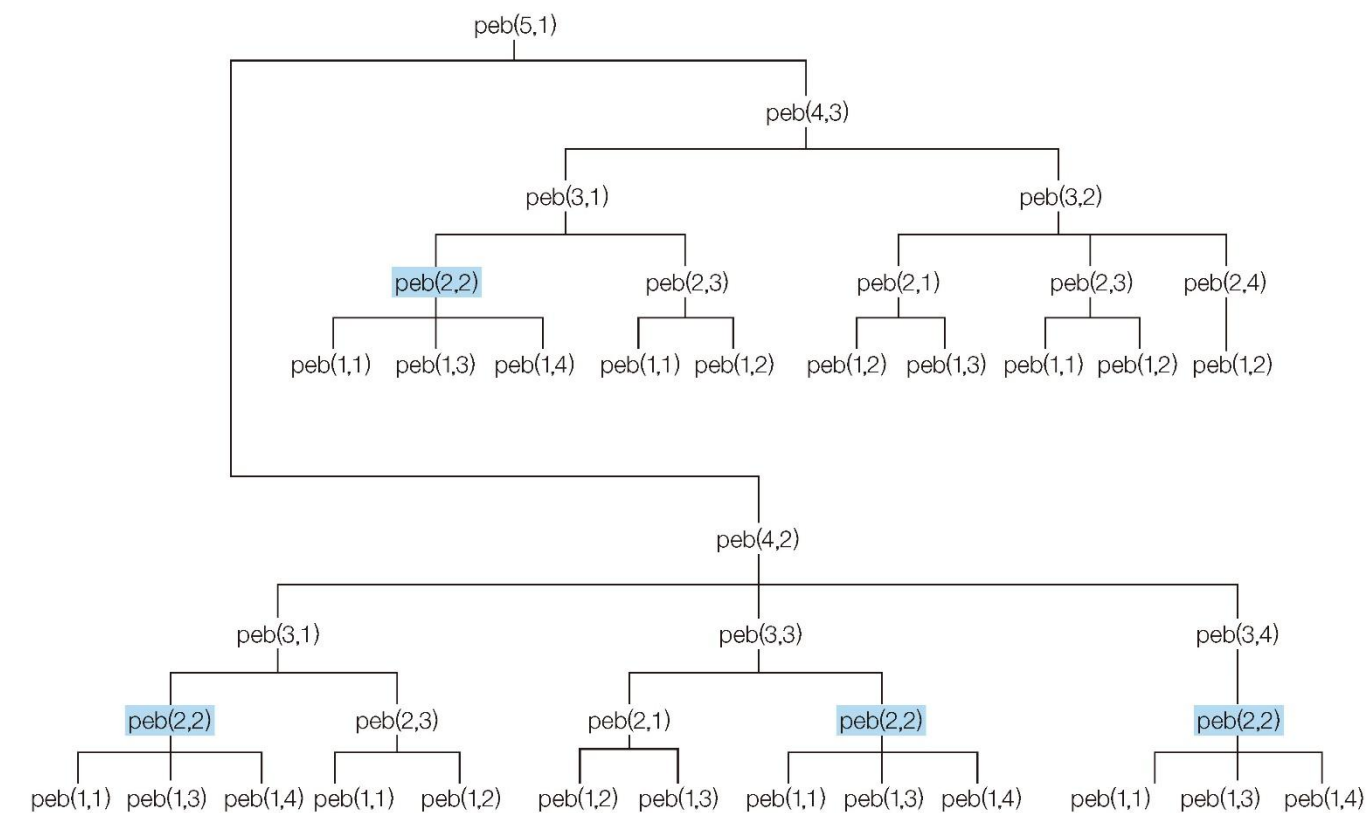 peb(5,1)
peb(4,3)
peb(3,1) peb(3,2)
peb(2,2) peb(2,3) peb(2,1) peb(2,3) peb(2,4)
peb(1,1) peb(1,3) peb(1,4) peb(1,1) peb(1,2) peb(1,2) peb(1,3) peb(1,1) peb(1,2) peb(1,2)
peb(4,2)
peb(3,1) peb(3,3) peb(3,4)
peb(2,2) peb(2,3) peb(2,1) peb(2,2) peb(2,2)
peb(1,1) peb(1,3) peb(1,4) peb(1,1) peb(1,2) peb(1,2) peb(1,3) peb(1,1) peb(1,3) peb(1,4) peb(1,1) peb(1,3) peb(1,4)